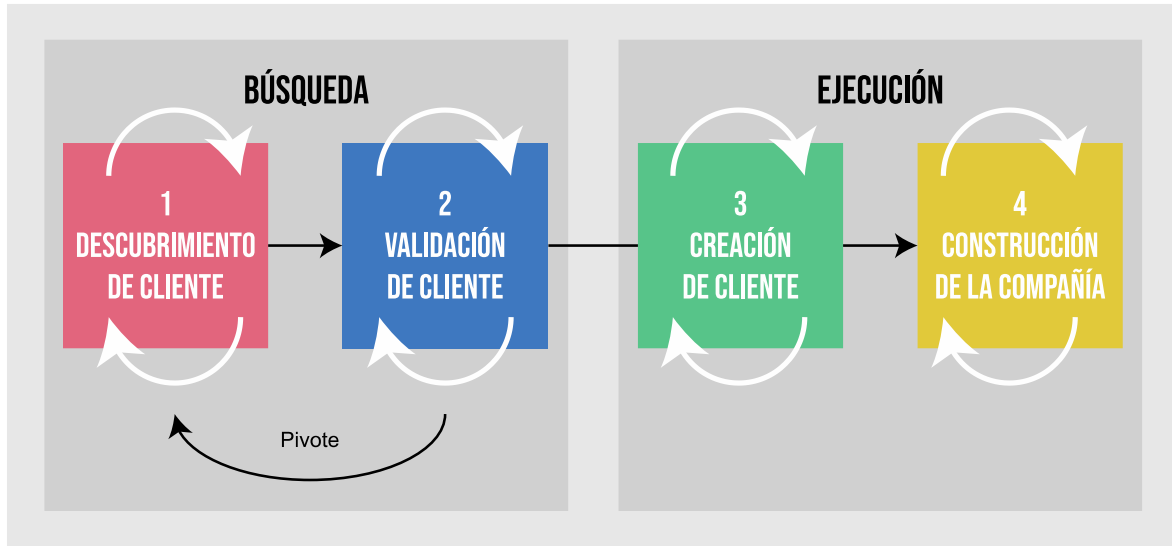 BÚSQUEDA
1
DESCUBRIMIENTO
DE CLIENTE
2
VALIDACIÓN
DE CLIENTE
Pivote
EJECUCIÓN
3
CREACIÓN
DE CLIENTE
4
CONSTRUCCIÓN
DE LA COMPAÑÍA